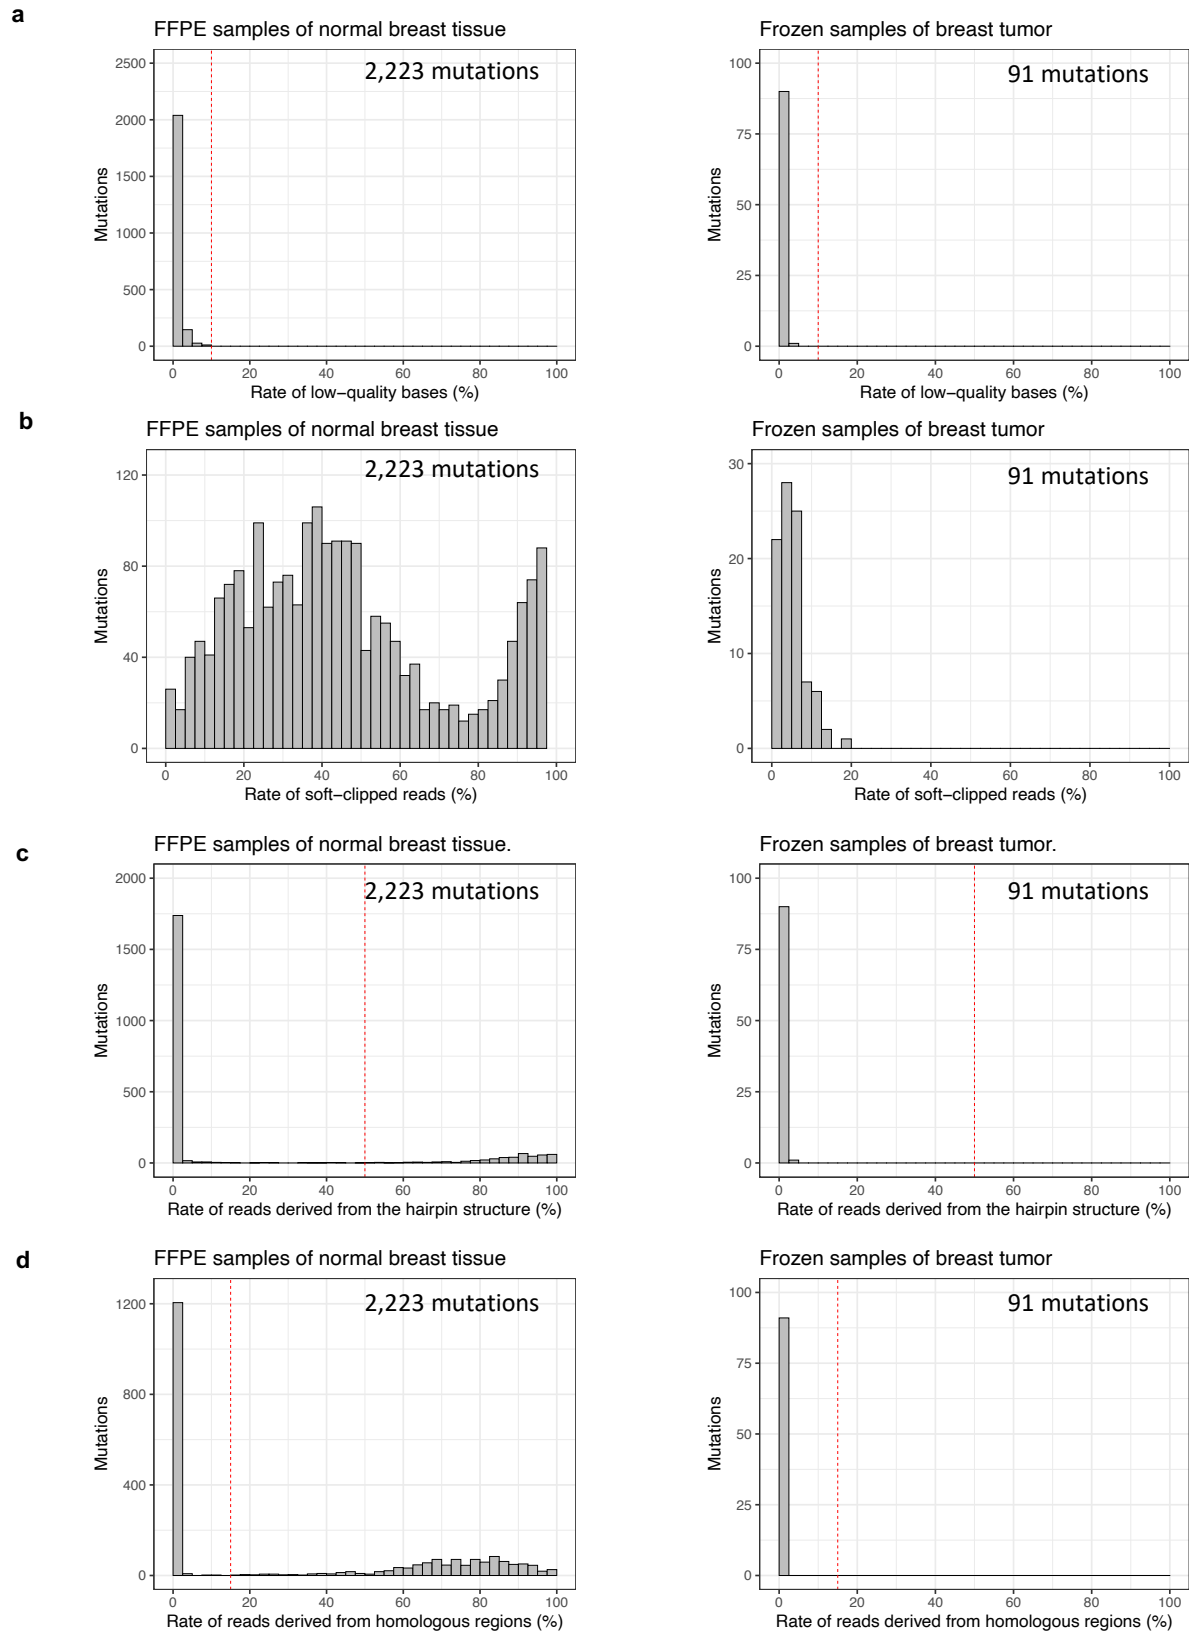 a
FFPE samples of normal breast tissue
2,223 mutations
2500
2000
1500
1000
500
0
Mutations
0 20 40 60 80 100
Rate of low−quality bases (%)
Frozen samples of breast tumor
91 mutations
100
75
50
25
0
Mutations
0 20 40 60 80 100
Rate of low−quality bases (%)
b
FFPE samples of normal breast tissue
2,223 mutations
120
80
40
0
Mutations
0 20 40 60 80 100
Rate of soft−clipped reads (%)
Frozen samples of breast tumor
91 mutations
30
20
10
0
Mutations
0 20 40 60 80 100
Rate of soft−clipped reads (%)
c
FFPE samples of normal breast tissue.
2,223 mutations
2000
1500
1000
500
0
Mutations
0 20 40 60 80 100
Rate of reads derived from the hairpin structure (%)
Frozen samples of breast tumor.
91 mutations
100
75
50
25
0
Mutations
0 20 40 60 80 100
Rate of reads derived from the hairpin structure (%)
d
FFPE samples of normal breast tissue
2,223 mutations
1200
800
400
0
Mutations
0 20 40 60 80 100
Rate of reads derived from homologous regions (%)
Frozen samples of breast tumor
91 mutations
100
75
50
25
0
Mutations
0 20 40 60 80 100
Rate of reads derived from homologous regions (%)